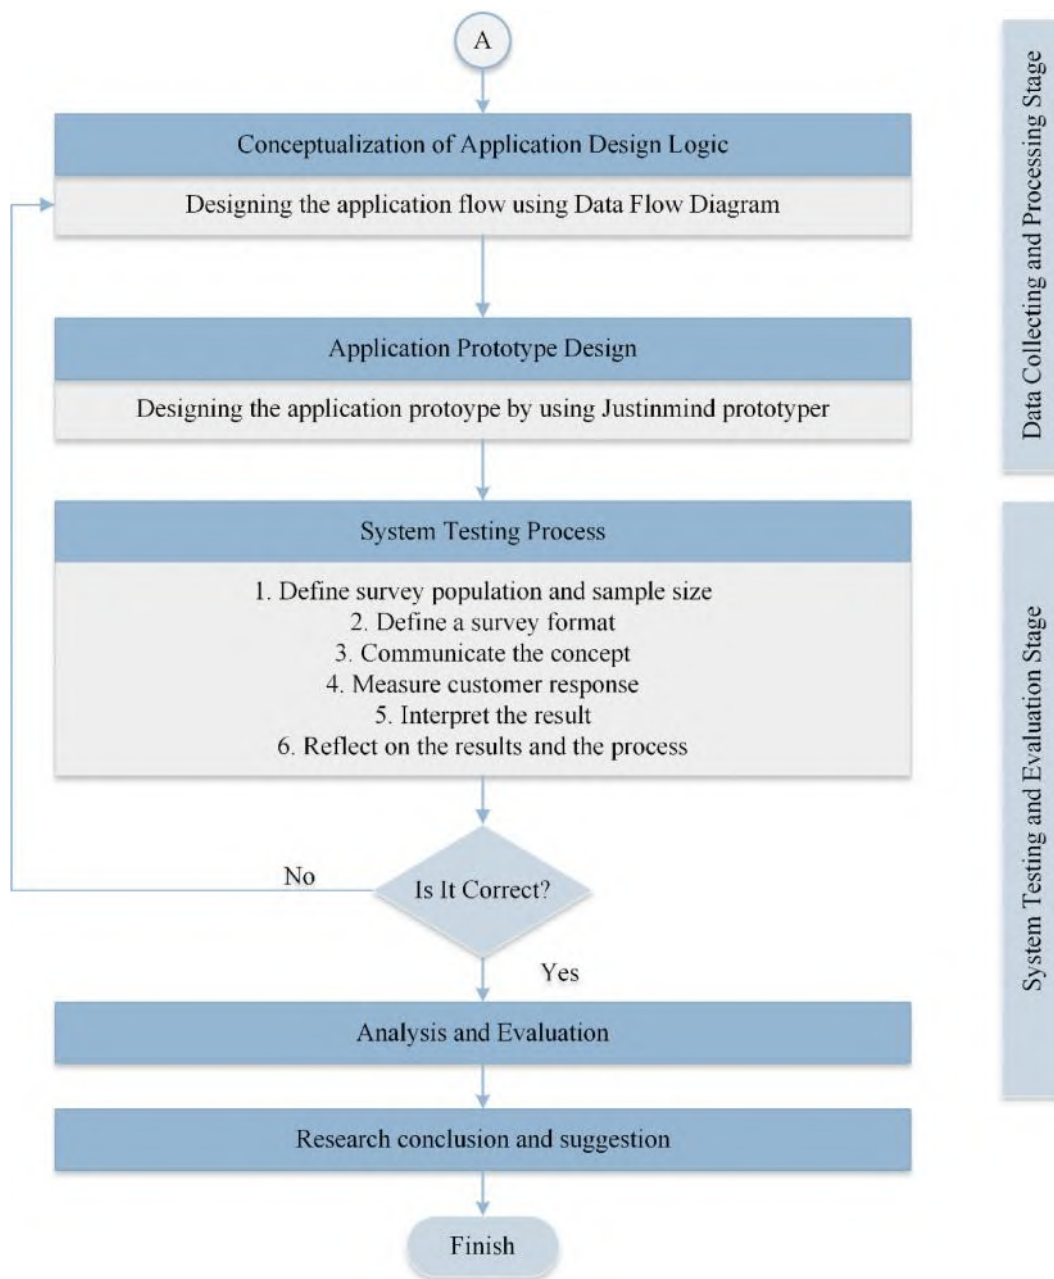 A
Conceptualization of Application Design Logic
Designing the application flow using Data Flow Diagram
Application Prototype Design
Designing the application protoype by using Justinmind prototyper
System Testing Process
1. Define survey population and sample size
2. Define a survey format
3. Communicate the concept
4. Measure customer response
5. Interpret the result
6. Reflect on the results and the process
No
Is It Correct?
Yes
Analysis and Evaluation
Research conclusion and suggestion
Finish
Data Collecting and Processing Stage
System Testing and Evaluation Stage